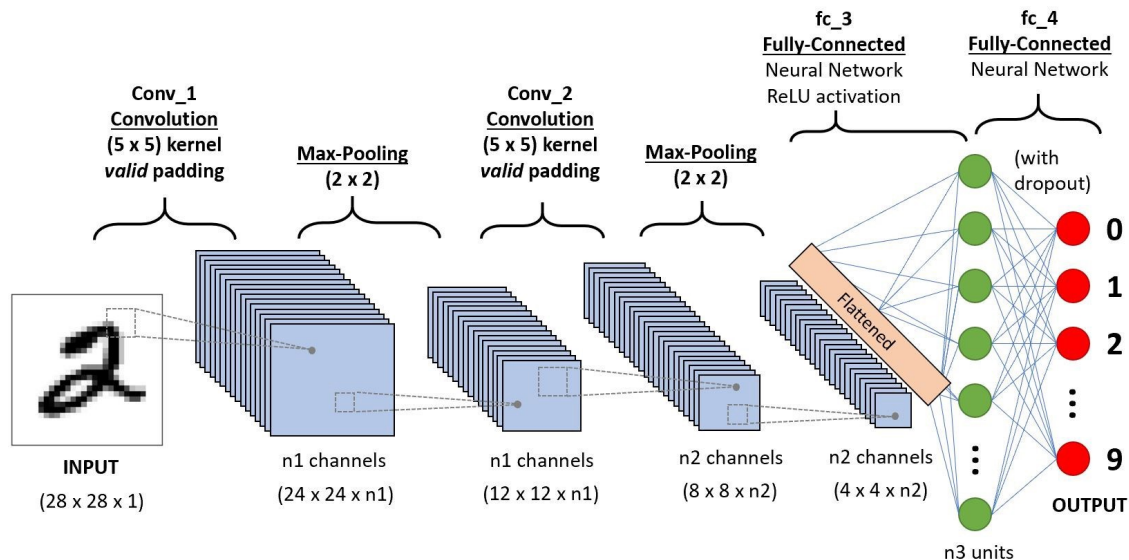 Conv_1
Convolution
(5 x 5) kernel
valid padding
Max-Pooling
(2 x 2)
Conv_2
Convolution
(5 x 5) kernel
valid padding
Max-Pooling
(2 x 2)
fc_3
Fully-Connected
Neural Network
ReLU activation
fc_4
Fully-Connected
Neural Network
(with
dropout)
Flattened
2
0
1
2
9
OUTPUT
INPUT
(28 x 28 x 1)
n1 channels
(24 x 24 x n1)
n1 channels
(12 x 12 x n1)
n2 channels
(8 x 8 x n2)
n2 channels
(4 x 4 x n2)
n3 units